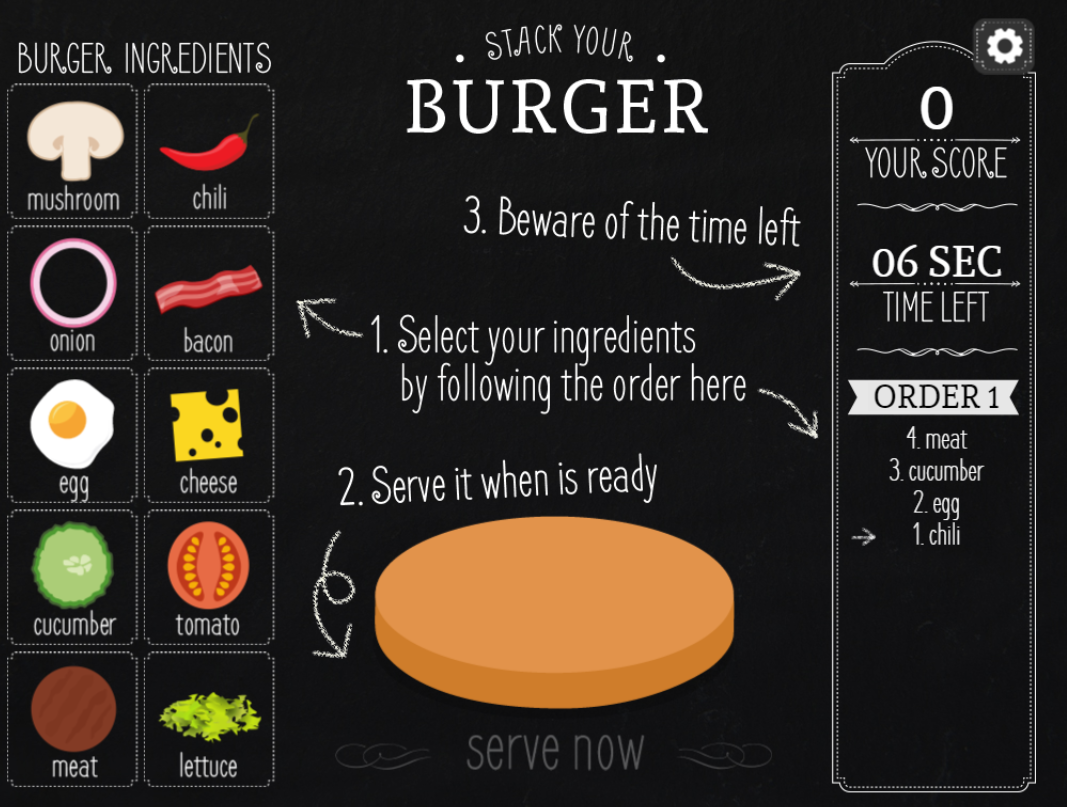 BURGER INGREDIENTS
mushroom
chili
onion
bacon
egg
cheese
cucumber
tomato
meat
lettuce
STACK YOUR
BURGER
3. Beware of the time left
1. Select your ingredients
by following the order here
2. Serve it when is ready
serve now
0
YOUR SCORE
06 SEC
TIME LEFT
ORDER 1
4. meat
3. cucumber
2. egg
1. chili